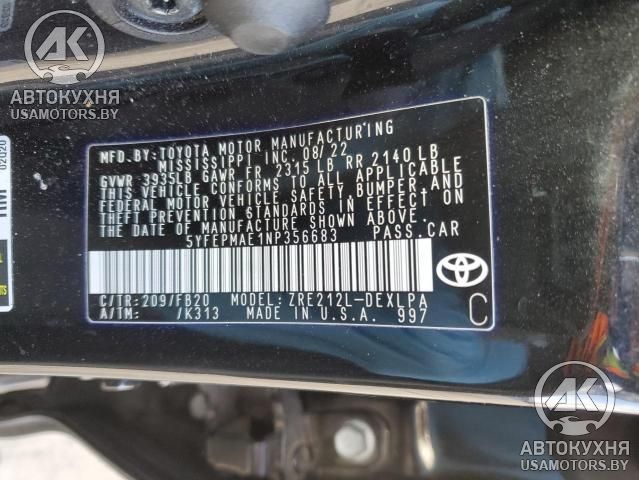 AK
АВТОКУХНЯ
USAMOTORS.BY
02020
MFD.BY: TOYOTA MOTOR MANUFACTURING
MISSISSIPPI INC. 08/22
GVWR 3935LB GAWR FR 2315 LB RR 2140 LB
THIS VEHICLE CONFORMS TO ALL APPLICABLE
FEDERAL MOTOR VEHICLE SAFETY, BUMPER, AND
THEFT PREVENTION STANDARDS IN EFFECT ON
THE DATE OF MANUFACTURE SHOWN ABOVE.
5YFEPMAE1NP356683 PASS.CAR
C/TR: 209/FB20 MODEL: ZRE212L-DEXLPA
A/TM: /K313 MADE IN U.S.A. 997
C
AK
АВТОКУХНЯ
USAMOTORS.BY